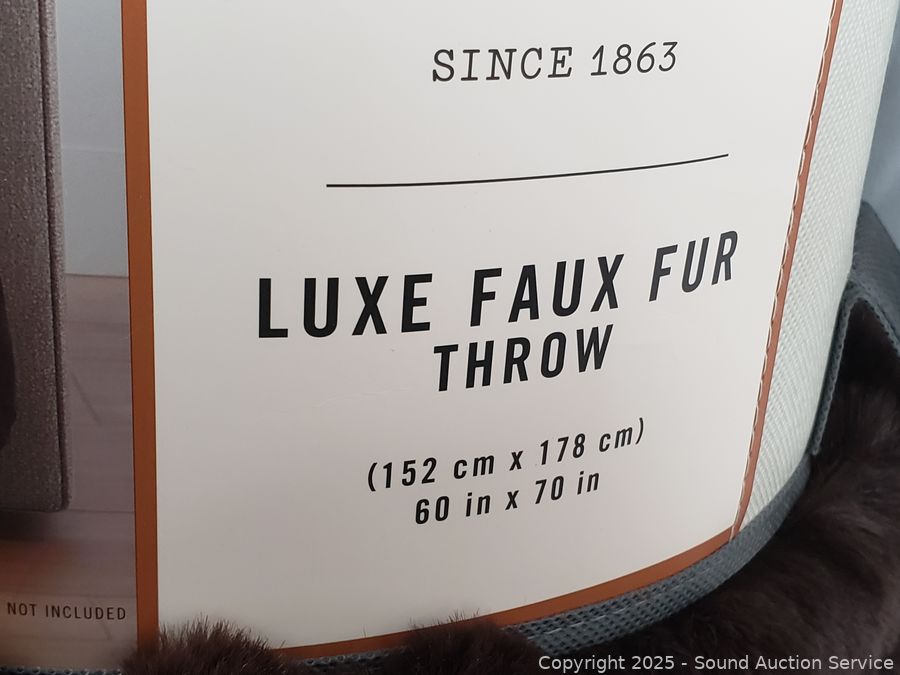 SINCE 1863
LUXE FAUX FUR
THROW
(152 cm x 178 cm)
60 in x 70 in
NOT INCLUDED
Copyright 2025 - Sound Auction Service